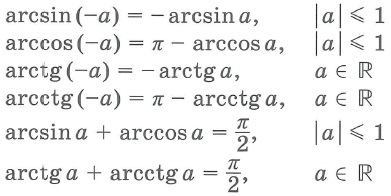 arcsin(−a) = −arcsin a, |a| ⩽ 1
arccos(−a) = π − arccos a, |a| ⩽ 1
arctg(−a) = −arctg a, a ∈ ℝ
arcctg(−a) = π − arcctg a, a ∈ ℝ
arcsin a + arccos a = π/2, |a| ⩽ 1
arctg a + arcctg a = π/2, a ∈ ℝ